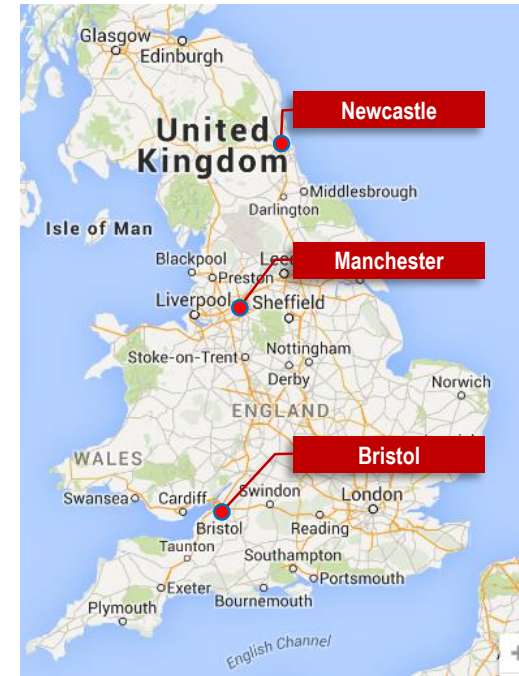 Glasgow
Edinburgh
Newcastle
United
Kingdom
Middlesbrough
Darlington
Isle of Man
Blackpool
Preston
Manchester
Liverpool
Sheffield
Stoke-on-Trent
Nottingham
Derby
Norwich
ENGLAND
WALES
Bristol
Swansea
Cardiff
Swindon
London
Bristol
Reading
Taunton
Southampton
Portsmouth
Exeter
Bournemouth
Plymouth
English Channel